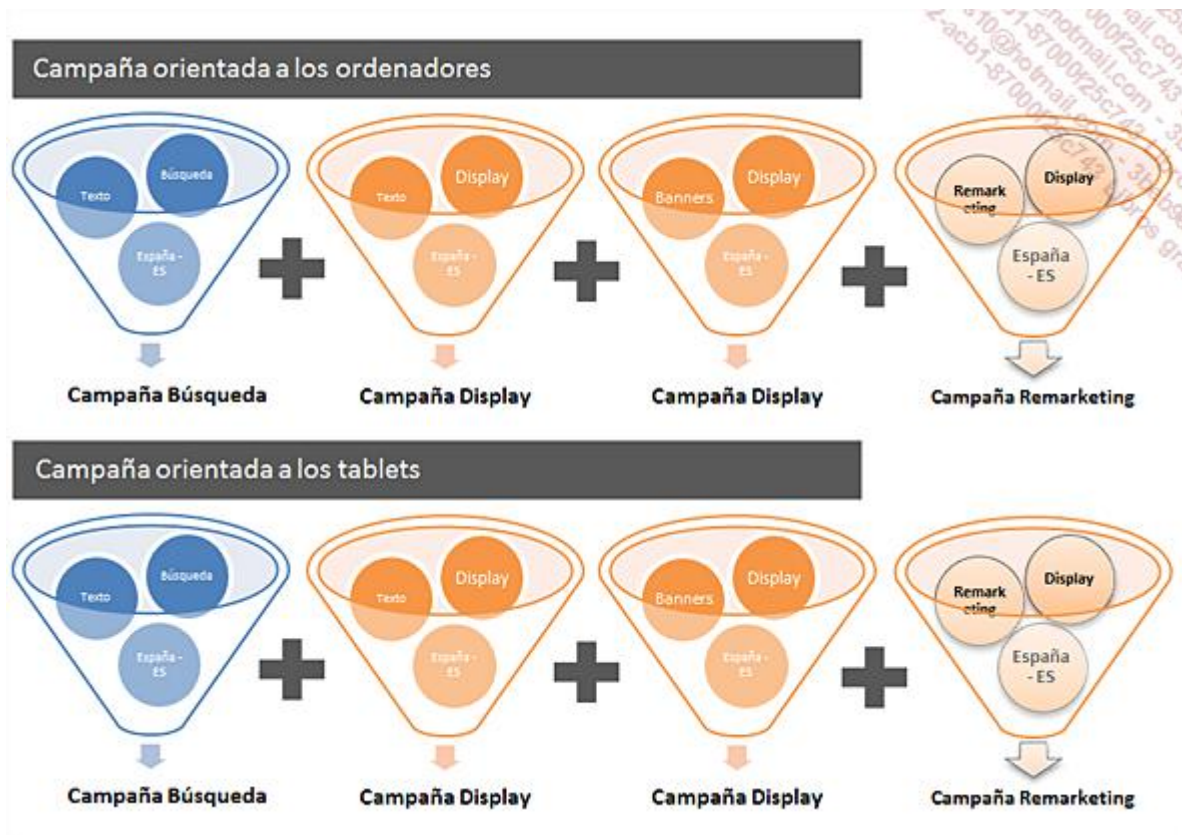 Campaña orientada a los ordenadores
Texto
Búsqueda
España -
ES
Campaña Búsqueda
Texto
Display
España -
ES
Campaña Display
Banners
Display
España -
ES
Campaña Display
Remark
eting
Display
España
- ES
Campaña Remarketing
Campaña orientada a los tablets
Texto
Búsqueda
España -
ES
Campaña Búsqueda
Texto
Display
España -
ES
Campaña Display
Banners
Display
España -
ES
Campaña Display
Remark
eting
Display
España
- ES
Campaña Remarketing